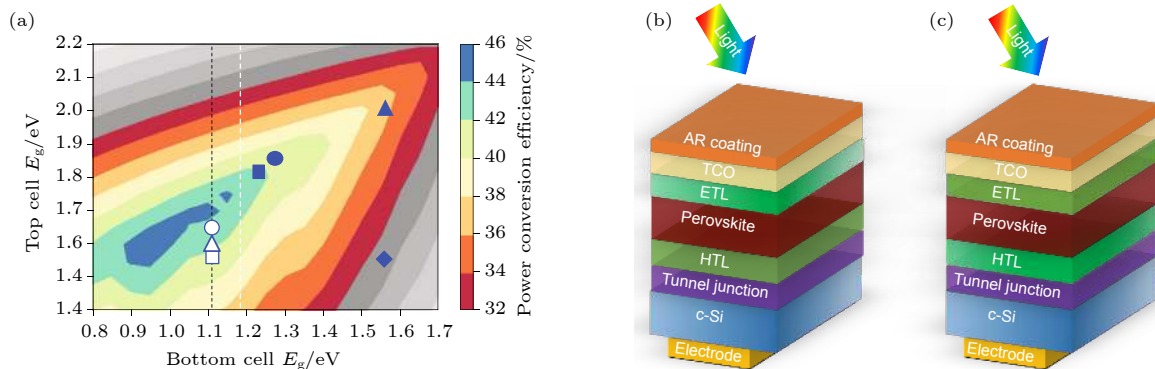 (a)
2.2
2.1
2.0
1.9
1.8
1.7
1.6
1.5
1.4
Top cell Eg/eV
0.8 0.9 1.0 1.1 1.2 1.3 1.4 1.5 1.6 1.7
Bottom cell Eg/eV
46
44
42
40
38
36
34
32
Power conversion efficiency/%
(b)
Light
AR coating
TCO
ETL
Perovskite
HTL
Tunnel junction
c-Si
Electrode
(c)
Light
AR coating
TCO
ETL
Perovskite
HTL
Tunnel junction
c-Si
Electrode